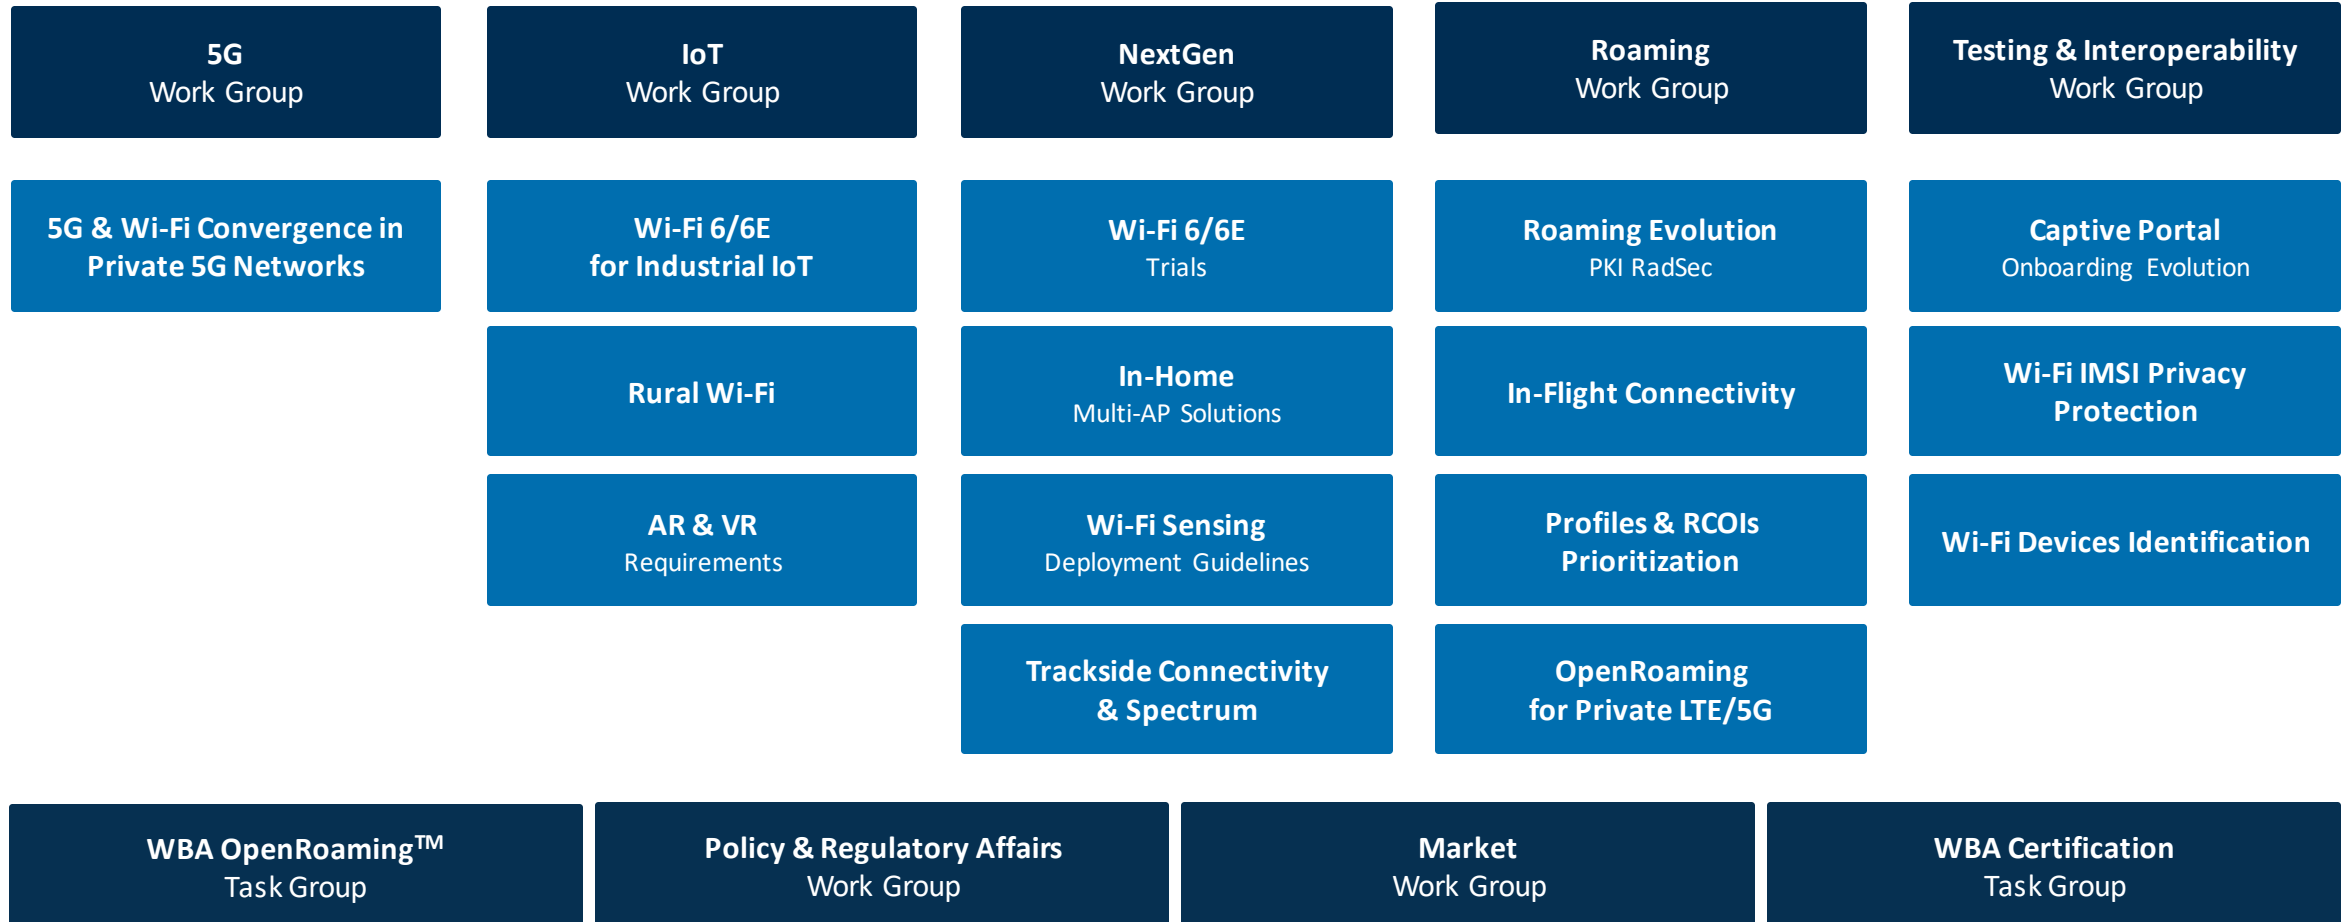 5G
Work Group
IoT
Work Group
NextGen
Work Group
Roaming
Work Group
Testing & Interoperability
Work Group
5G & Wi-Fi Convergence in
Private 5G Networks
Wi-Fi 6/6E
for Industrial IoT
Wi-Fi 6/6E
Trials
Roaming Evolution
PKI RadSec
Captive Portal
Onboarding Evolution
Rural Wi-Fi
In-Home
Multi-AP Solutions
In-Flight Connectivity
Wi-Fi IMSI Privacy
Protection
AR & VR
Requirements
Wi-Fi Sensing
Deployment Guidelines
Profiles & RCOIs
Prioritization
Wi-Fi Devices Identification
Trackside Connectivity
& Spectrum
OpenRoaming
for Private LTE/5G
WBA OpenRoaming™
Task Group
Policy & Regulatory Affairs
Work Group
Market
Work Group
WBA Certification
Task Group